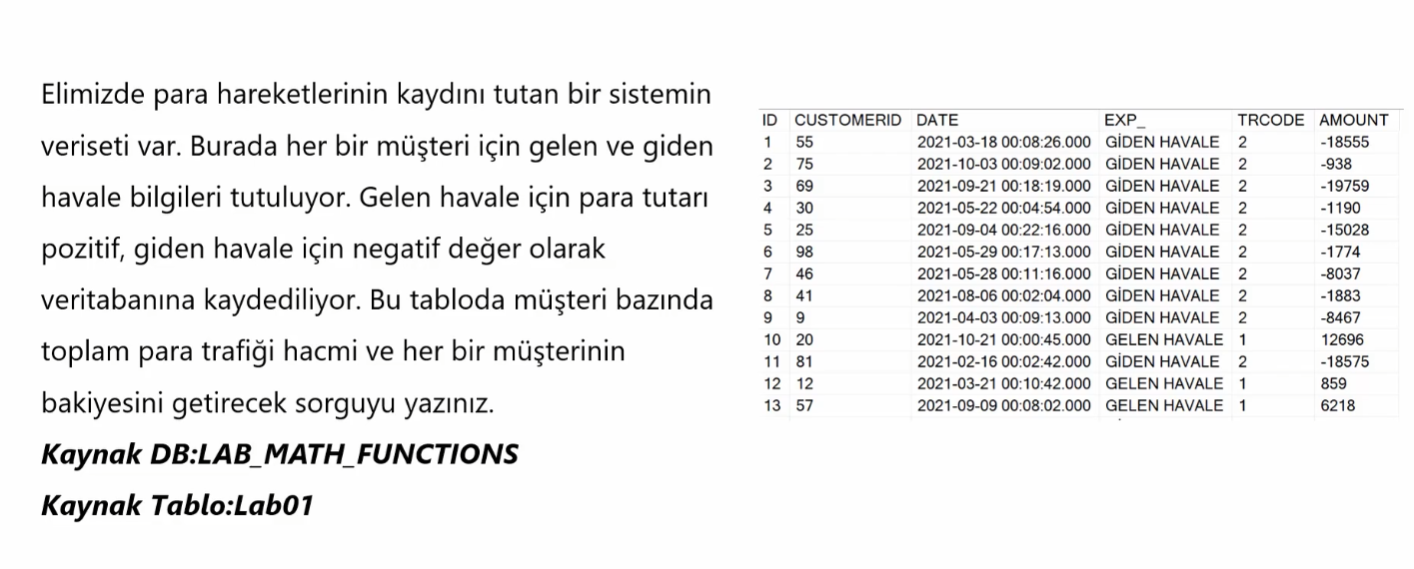 Elimizde para hareketlerinin kaydını tutan bir sistemin
veriseti var. Burada her bir müşteri için gelen ve giden
havale bilgileri tutuluyor. Gelen havale için para tutarı
pozitif, giden havale için negatif değer olarak
veritabanına kaydediliyor. Bu tabloda müşteri bazında
toplam para trafiği hacmi ve her bir müşterinin
bakiyesini getirecek sorguyu yazınız.
Kaynak DB:LAB_MATH_FUNCTIONS
Kaynak Tablo:Lab01
ID CUSTOMERID DATE EXP_ TRCODE AMOUNT
1 55 2021-03-18 00:08:26.000 GİDEN HAVALE 2 -18555
2 75 2021-10-03 00:09:02.000 GİDEN HAVALE 2 -938
3 69 2021-09-21 00:18:19.000 GİDEN HAVALE 2 -19759
4 30 2021-05-22 00:04:54.000 GİDEN HAVALE 2 -1190
5 25 2021-09-04 00:22:16.000 GİDEN HAVALE 2 -15028
6 98 2021-05-29 00:17:13.000 GİDEN HAVALE 2 -1774
7 46 2021-05-28 00:11:16.000 GİDEN HAVALE 2 -8037
8 41 2021-08-06 00:02:04.000 GİDEN HAVALE 2 -1883
9 9 2021-04-03 00:09:13.000 GİDEN HAVALE 2 -8467
10 20 2021-10-21 00:00:45.000 GELEN HAVALE 1 12696
11 81 2021-02-16 00:02:42.000 GİDEN HAVALE 2 -18575
12 12 2021-03-21 00:10:42.000 GELEN HAVALE 1 859
13 57 2021-09-09 00:08:02.000 GELEN HAVALE 1 6218